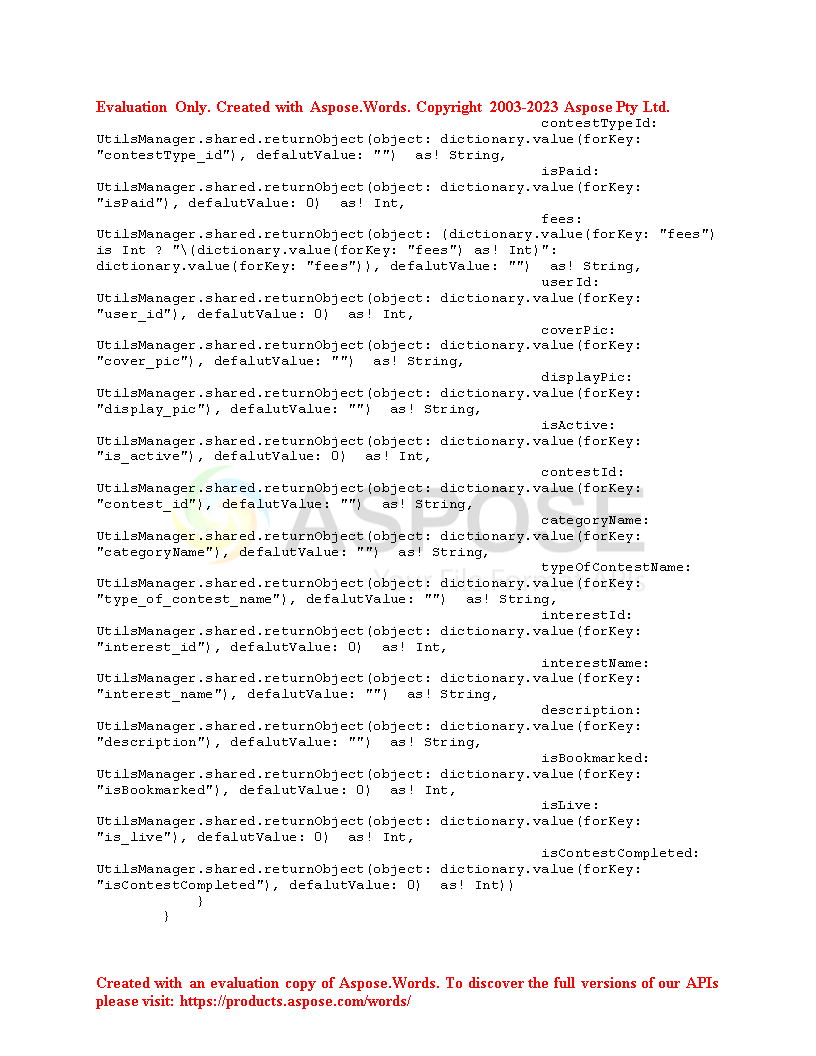 Evaluation Only. Created with Aspose.Words. Copyright 2003-2023 Aspose Pty Ltd.
contestTypeId:
UtilsManager.shared.returnObject(object: dictionary.value(forKey:
"contestType_id"), defalutValue: "")  as! String,
isPaid:
UtilsManager.shared.returnObject(object: dictionary.value(forKey:
"isPaid"), defalutValue: 0)  as! Int,
fees:
UtilsManager.shared.returnObject(object: (dictionary.value(forKey: "fees")
is Int ? "\(dictionary.value(forKey: "fees") as! Int)":
dictionary.value(forKey: "fees")), defalutValue: "")  as! String,
userId:
UtilsManager.shared.returnObject(object: dictionary.value(forKey:
"user_id"), defalutValue: 0)  as! Int,
coverPic:
UtilsManager.shared.returnObject(object: dictionary.value(forKey:
"cover_pic"), defalutValue: "")  as! String,
displayPic:
UtilsManager.shared.returnObject(object: dictionary.value(forKey:
"display_pic"), defalutValue: "")  as! String,
isActive:
UtilsManager.shared.returnObject(object: dictionary.value(forKey:
"is_active"), defalutValue: 0)  as! Int,
contestId:
UtilsManager.shared.returnObject(object: dictionary.value(forKey:
"contest_id"), defalutValue: "")  as! String,
categoryName:
UtilsManager.shared.returnObject(object: dictionary.value(forKey:
"categoryName"), defalutValue: "")  as! String,
typeOfContestName:
UtilsManager.shared.returnObject(object: dictionary.value(forKey:
"type_of_contest_name"), defalutValue: "")  as! String,
interestId:
UtilsManager.shared.returnObject(object: dictionary.value(forKey:
"interest_id"), defalutValue: 0)  as! Int,
interestName:
UtilsManager.shared.returnObject(object: dictionary.value(forKey:
"interest_name"), defalutValue: "")  as! String,
description:
UtilsManager.shared.returnObject(object: dictionary.value(forKey:
"description"), defalutValue: "")  as! String,
isBookmarked:
UtilsManager.shared.returnObject(object: dictionary.value(forKey:
"isBookmarked"), defalutValue: 0)  as! Int,
isLive:
UtilsManager.shared.returnObject(object: dictionary.value(forKey:
"is_live"), defalutValue: 0)  as! Int,
isContestCompleted:
UtilsManager.shared.returnObject(object: dictionary.value(forKey:
"isContestCompleted"), defalutValue: 0)  as! Int))
}
}
ASPOSE
Your File Format APIs
Created with an evaluation copy of Aspose.Words. To discover the full versions of our APIs
please visit: https://products.aspose.com/words/